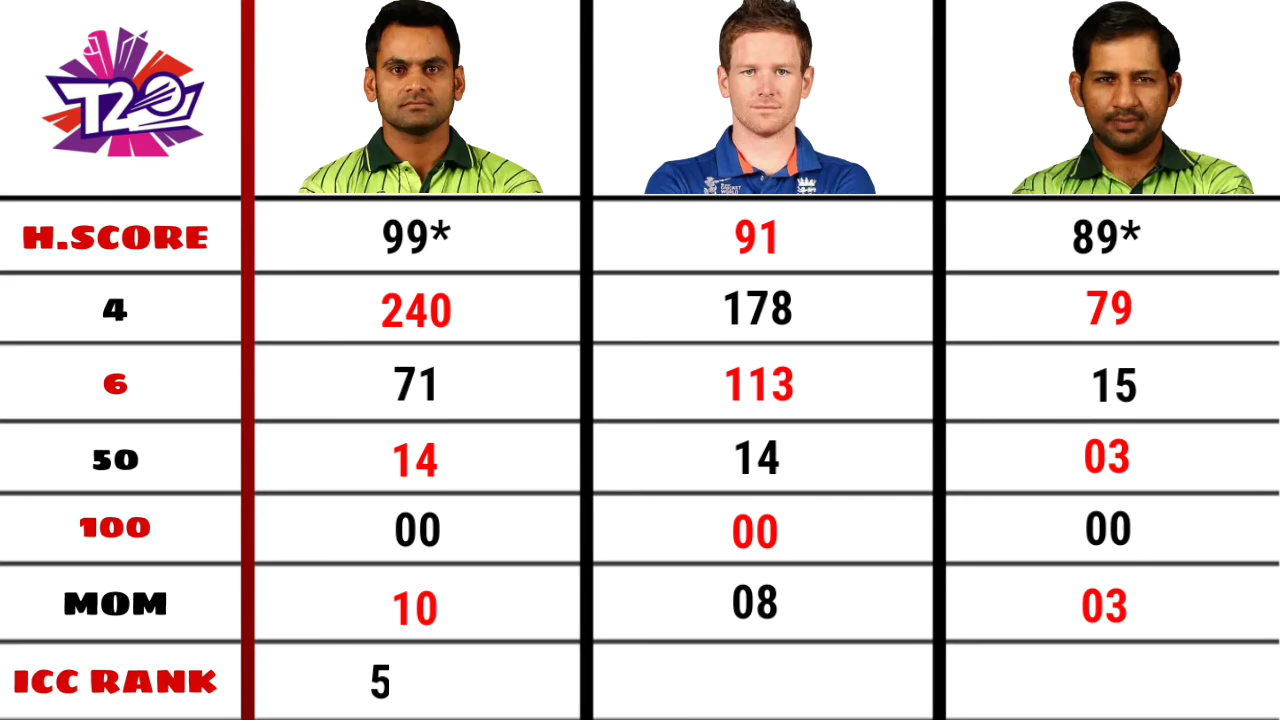 T20
H.SCORE 99* 91 89*
4 240 178 79
6 71 113 15
50 14 14 03
100 00 00 00
MOM 10 08 03
ICC RANK 5